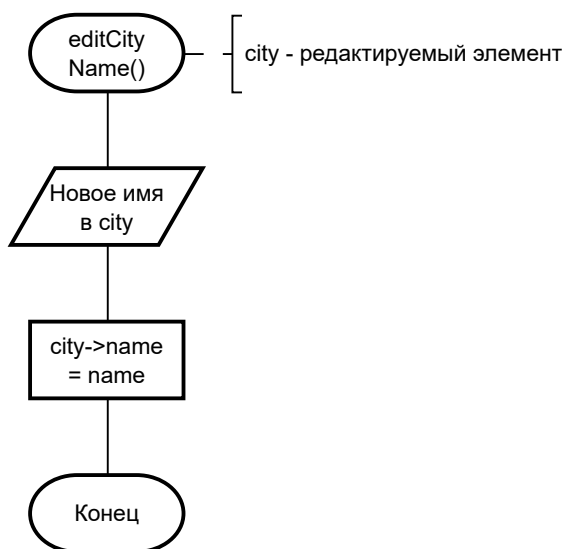 editCity
Name()
city - редактируемый элемент
Новое имя
в city
city->name
= name
Конец